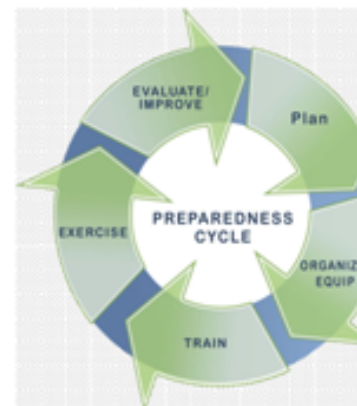 EVALUATE/
IMPROVE
Plan
PREPAREDNESS
CYCLE
EXERCISE
ORGANIZ
EQUIP
TRAIN